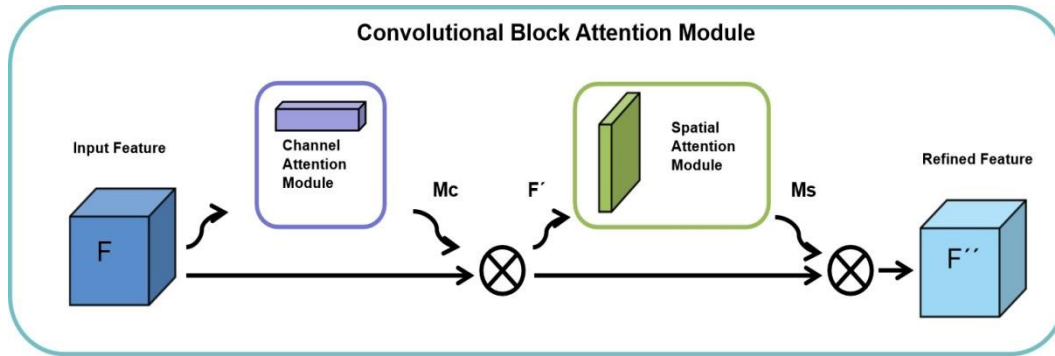 Convolutional Block Attention Module
Input Feature
Channel
Attention
Module
Mc
F´
Spatial
Attention
Module
Ms
Refined Feature
F
F´´